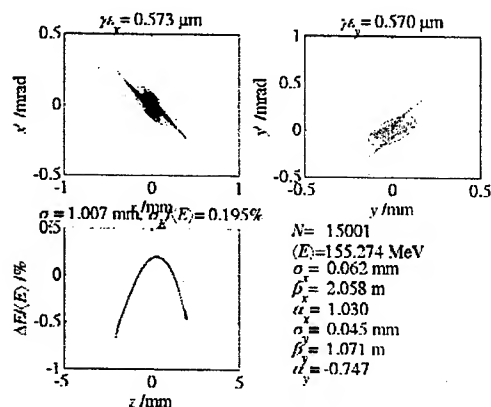 γε_x = 0.573 μm
γε_y = 0.570 μm
0.5
0
-0.5
x' /mrad
-1 0 1
x /mm
1
0.5
0
-0.5
y' /mrad
-0.5 0 0.5
y /mm
σ = 1.007 mm, σ_E/⟨E⟩ = 0.195%
0.5
0
-0.5
-1
ΔE/⟨E⟩ /%
-5 0 5
z /mm
N= 15001
⟨E⟩=155.274 MeV
σ_x= 0.062 mm
β_x= 2.058 m
α_x= 1.030
σ_y= 0.045 mm
β_y= 1.071 m
α_y=-0.747